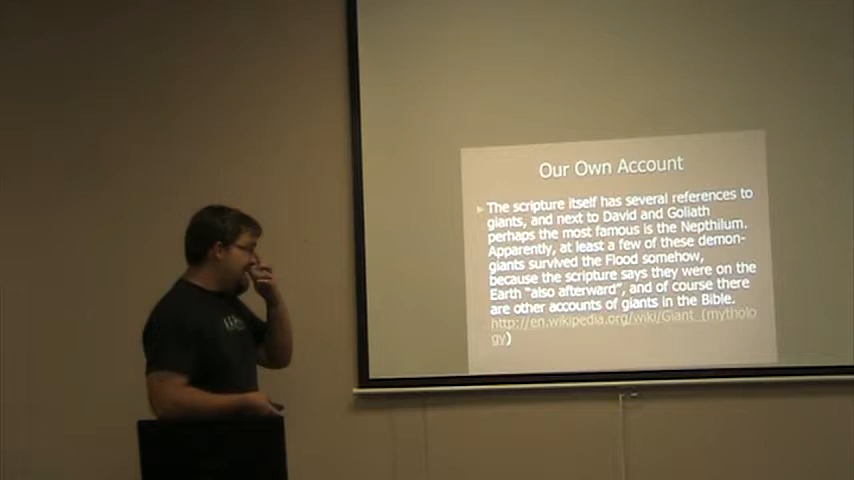 Our Own Account
The scripture itself has several references to
giants, and next to David and Goliath
perhaps the most famous is the Nepthilum.
Apparently, at least a few of these demon-
giants survived the Flood somehow,
because the scripture says they were on the
Earth "also afterward", and of course there
are other accounts of giants in the Bible.
http://en.wikipedia.org/wiki/Giant_(mytholo
gy)